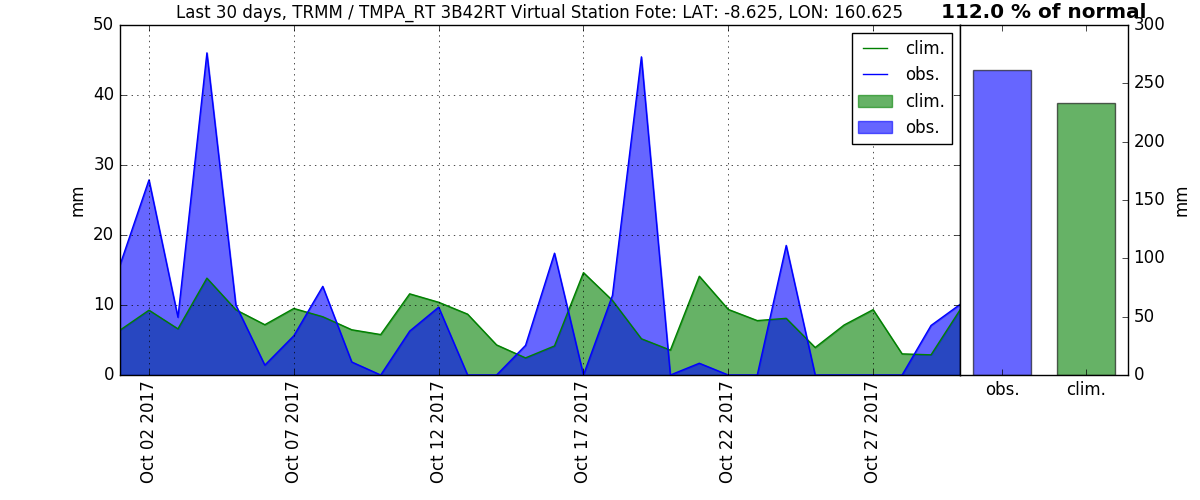 Last 30 days, TRMM / TMPA_RT 3B42RT Virtual Station Fote: LAT: -8.625, LON: 160.625
112.0 % of normal
50
40
30
20
10
0
mm
clim.
obs.
clim.
obs.
Oct 02 2017
Oct 07 2017
Oct 12 2017
Oct 17 2017
Oct 22 2017
Oct 27 2017
300
250
200
150
100
50
0
mm
obs.
clim.